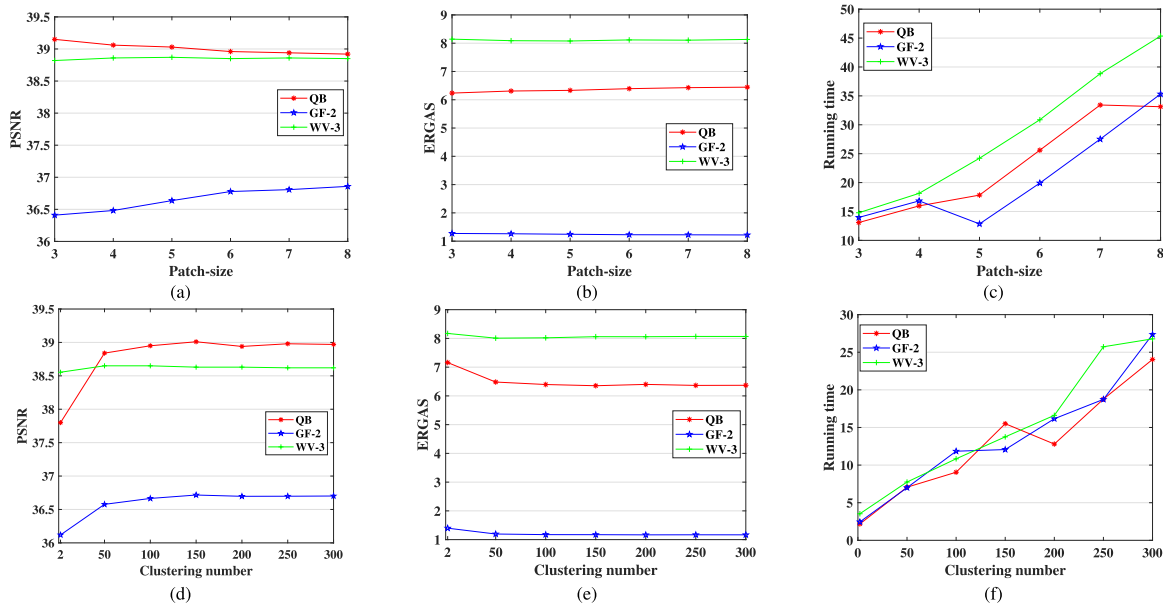 39.5
39
38.5
38
37.5
37
36.5
36
PSNR
3 4 5 6 7 8
Patch-size
QB
GF-2
WV-3
(a)
9
8
7
6
5
4
3
2
1
ERGAS
3 4 5 6 7 8
Patch-size
QB
GF-2
WV-3
(b)
50
45
40
35
30
25
20
15
10
Running time
3 4 5 6 7 8
Patch-size
QB
GF-2
WV-3
(c)
39.5
39
38.5
38
37.5
37
36.5
36
PSNR
2 50 100 150 200 250 300
Clustering number
QB
GF-2
WV-3
(d)
9
8
7
6
5
4
3
2
1
ERGAS
2 50 100 150 200 250 300
Clustering number
QB
GF-2
WV-3
(e)
30
25
20
15
10
5
0
Running time
0 50 100 150 200 250 300
Clustering number
QB
GF-2
WV-3
(f)